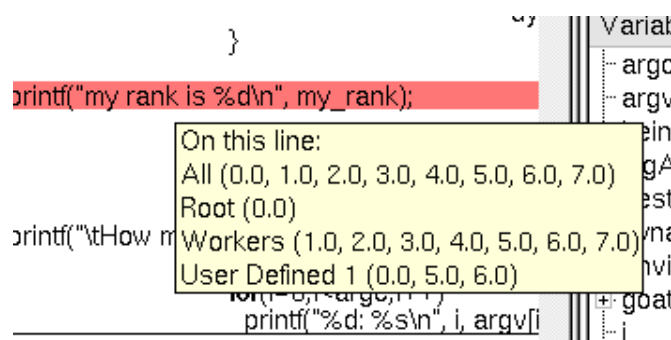 }
printf("my rank is %d\n", my_rank);
On this line:
All (0.0, 1.0, 2.0, 3.0, 4.0, 5.0, 6.0, 7.0)
Root (0.0)
Workers (1.0, 2.0, 3.0, 4.0, 5.0, 6.0, 7.0)
User Defined 1 (0.0, 5.0, 6.0)
printf("\tHow m
printf("%d: %s\n", i, argv[i
Variab
argc
argv
goat
i